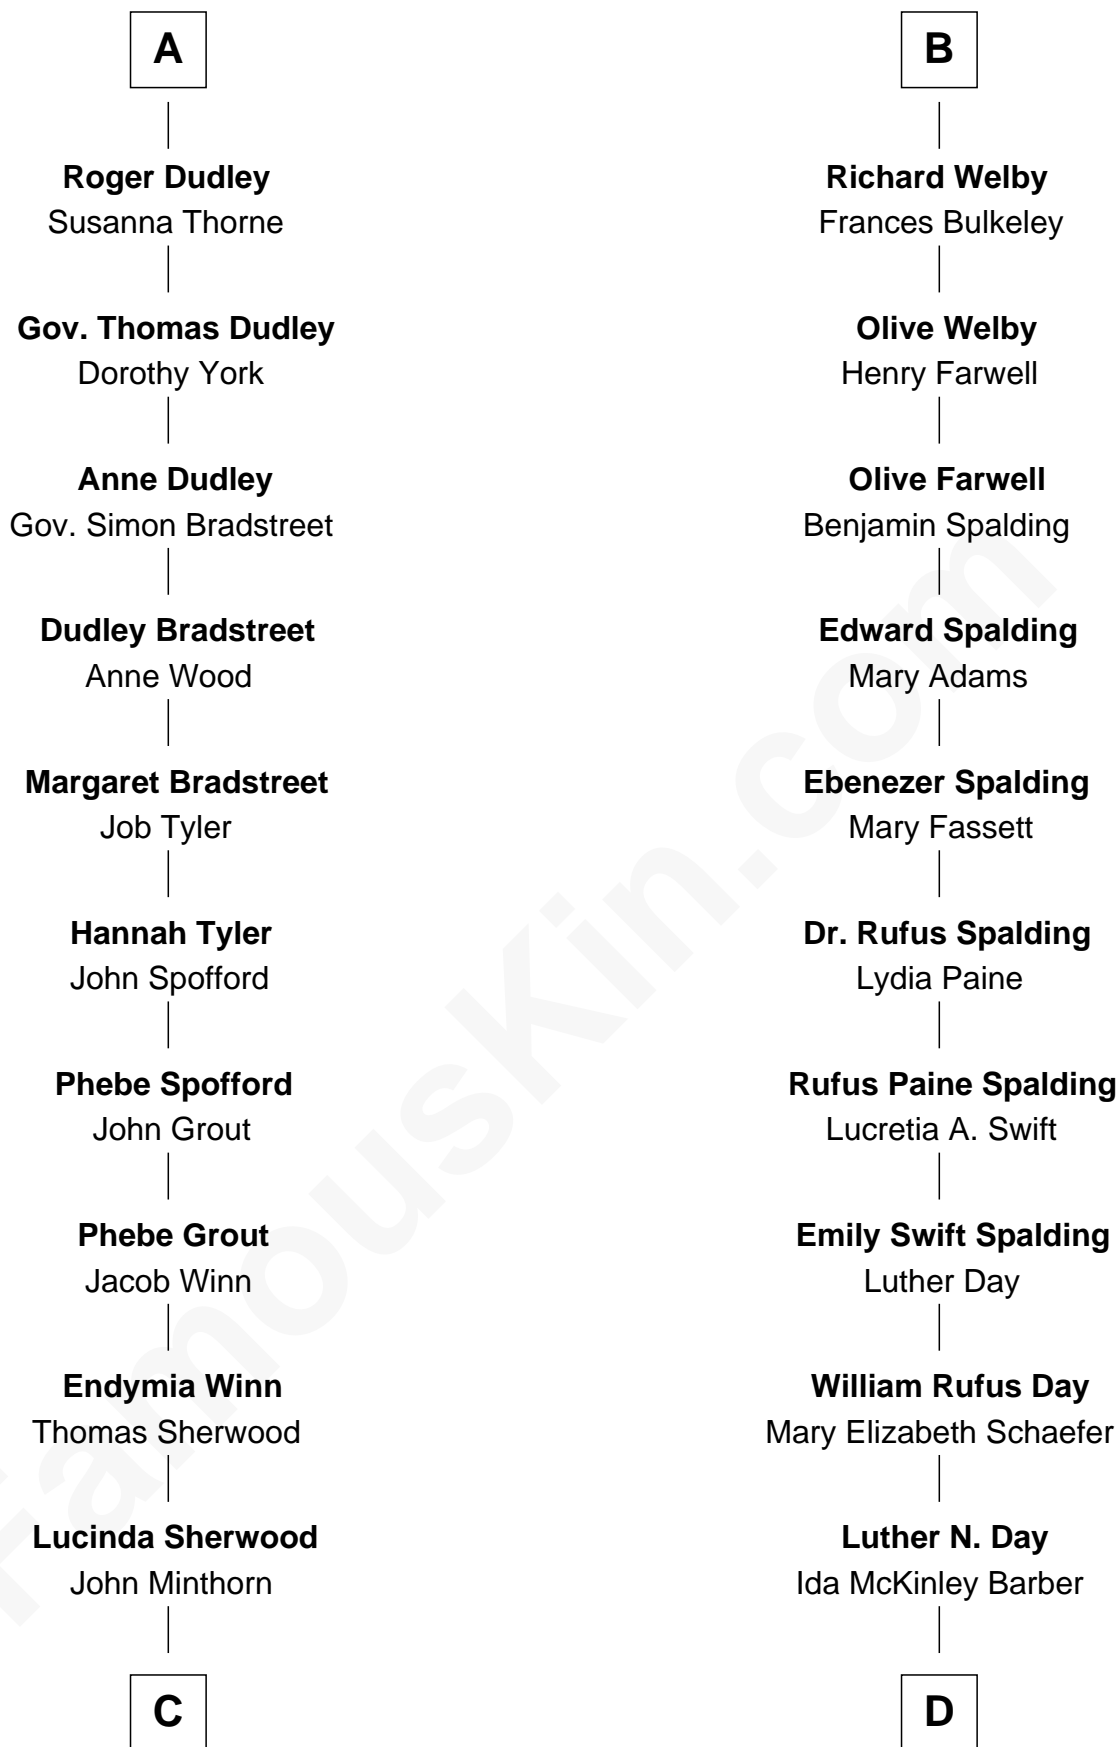 A
Roger Dudley
Susanna Thorne
Gov. Thomas Dudley
Dorothy York
Anne Dudley
Gov. Simon Bradstreet
Dudley Bradstreet
Anne Wood
Margaret Bradstreet
Job Tyler
Hannah Tyler
John Spofford
Phebe Spofford
John Grout
Phebe Grout
Jacob Winn
Endymia Winn
Thomas Sherwood
Lucinda Sherwood
John Minthorn
C
B
Richard Welby
Frances Bulkeley
Olive Welby
Henry Farwell
Olive Farwell
Benjamin Spalding
Edward Spalding
Mary Adams
Ebenezer Spalding
Mary Fassett
Dr. Rufus Spalding
Lydia Paine
Rufus Paine Spalding
Lucretia A. Swift
Emily Swift Spalding
Luther Day
William Rufus Day
Mary Elizabeth Schaefer
Luther N. Day
Ida McKinley Barber
D
FamousKin.com